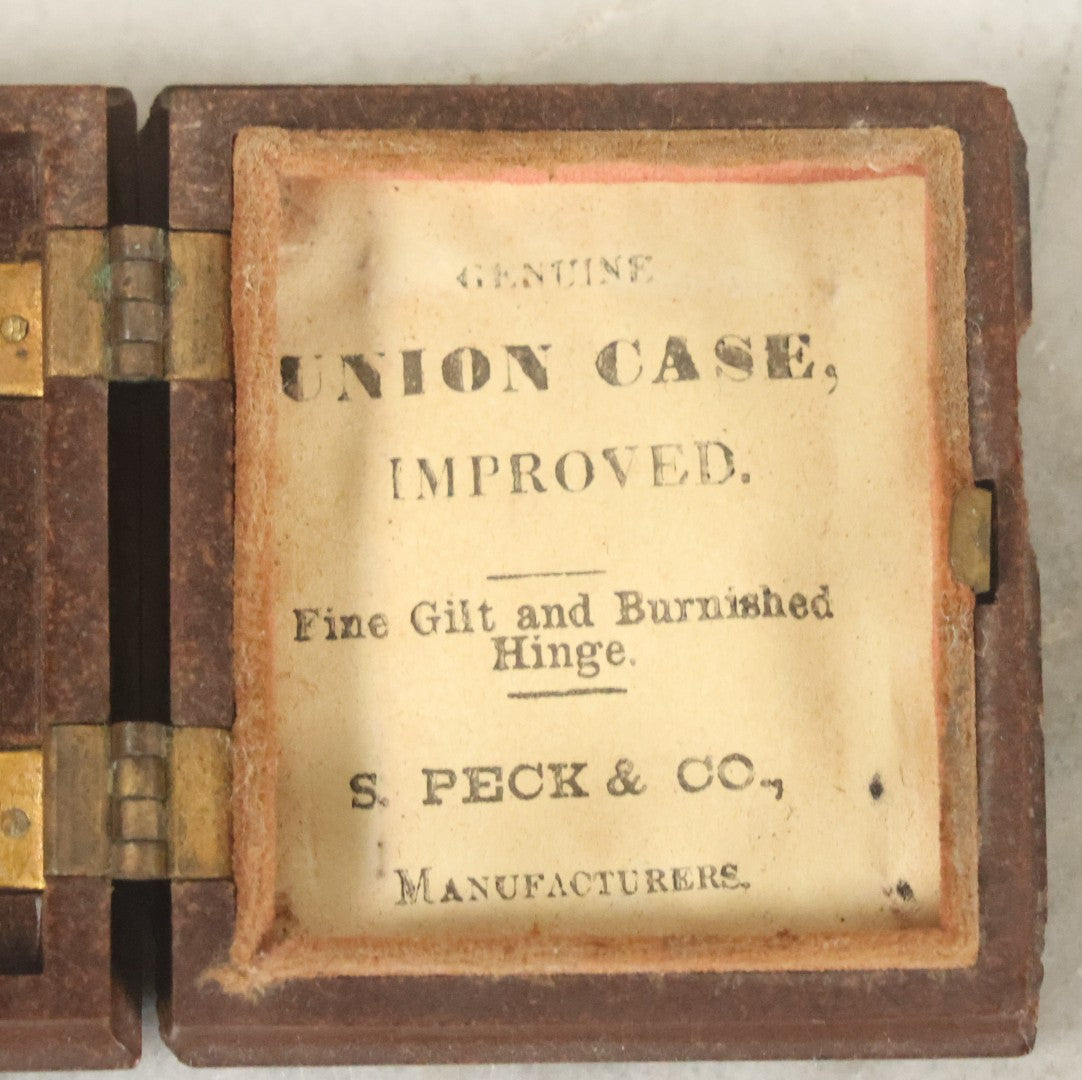 GENUINE
UNION CASE,
IMPROVED.
Fine Gilt and Burnished
Hinge.
S. PECK & CO.,
MANUFACTURERS.